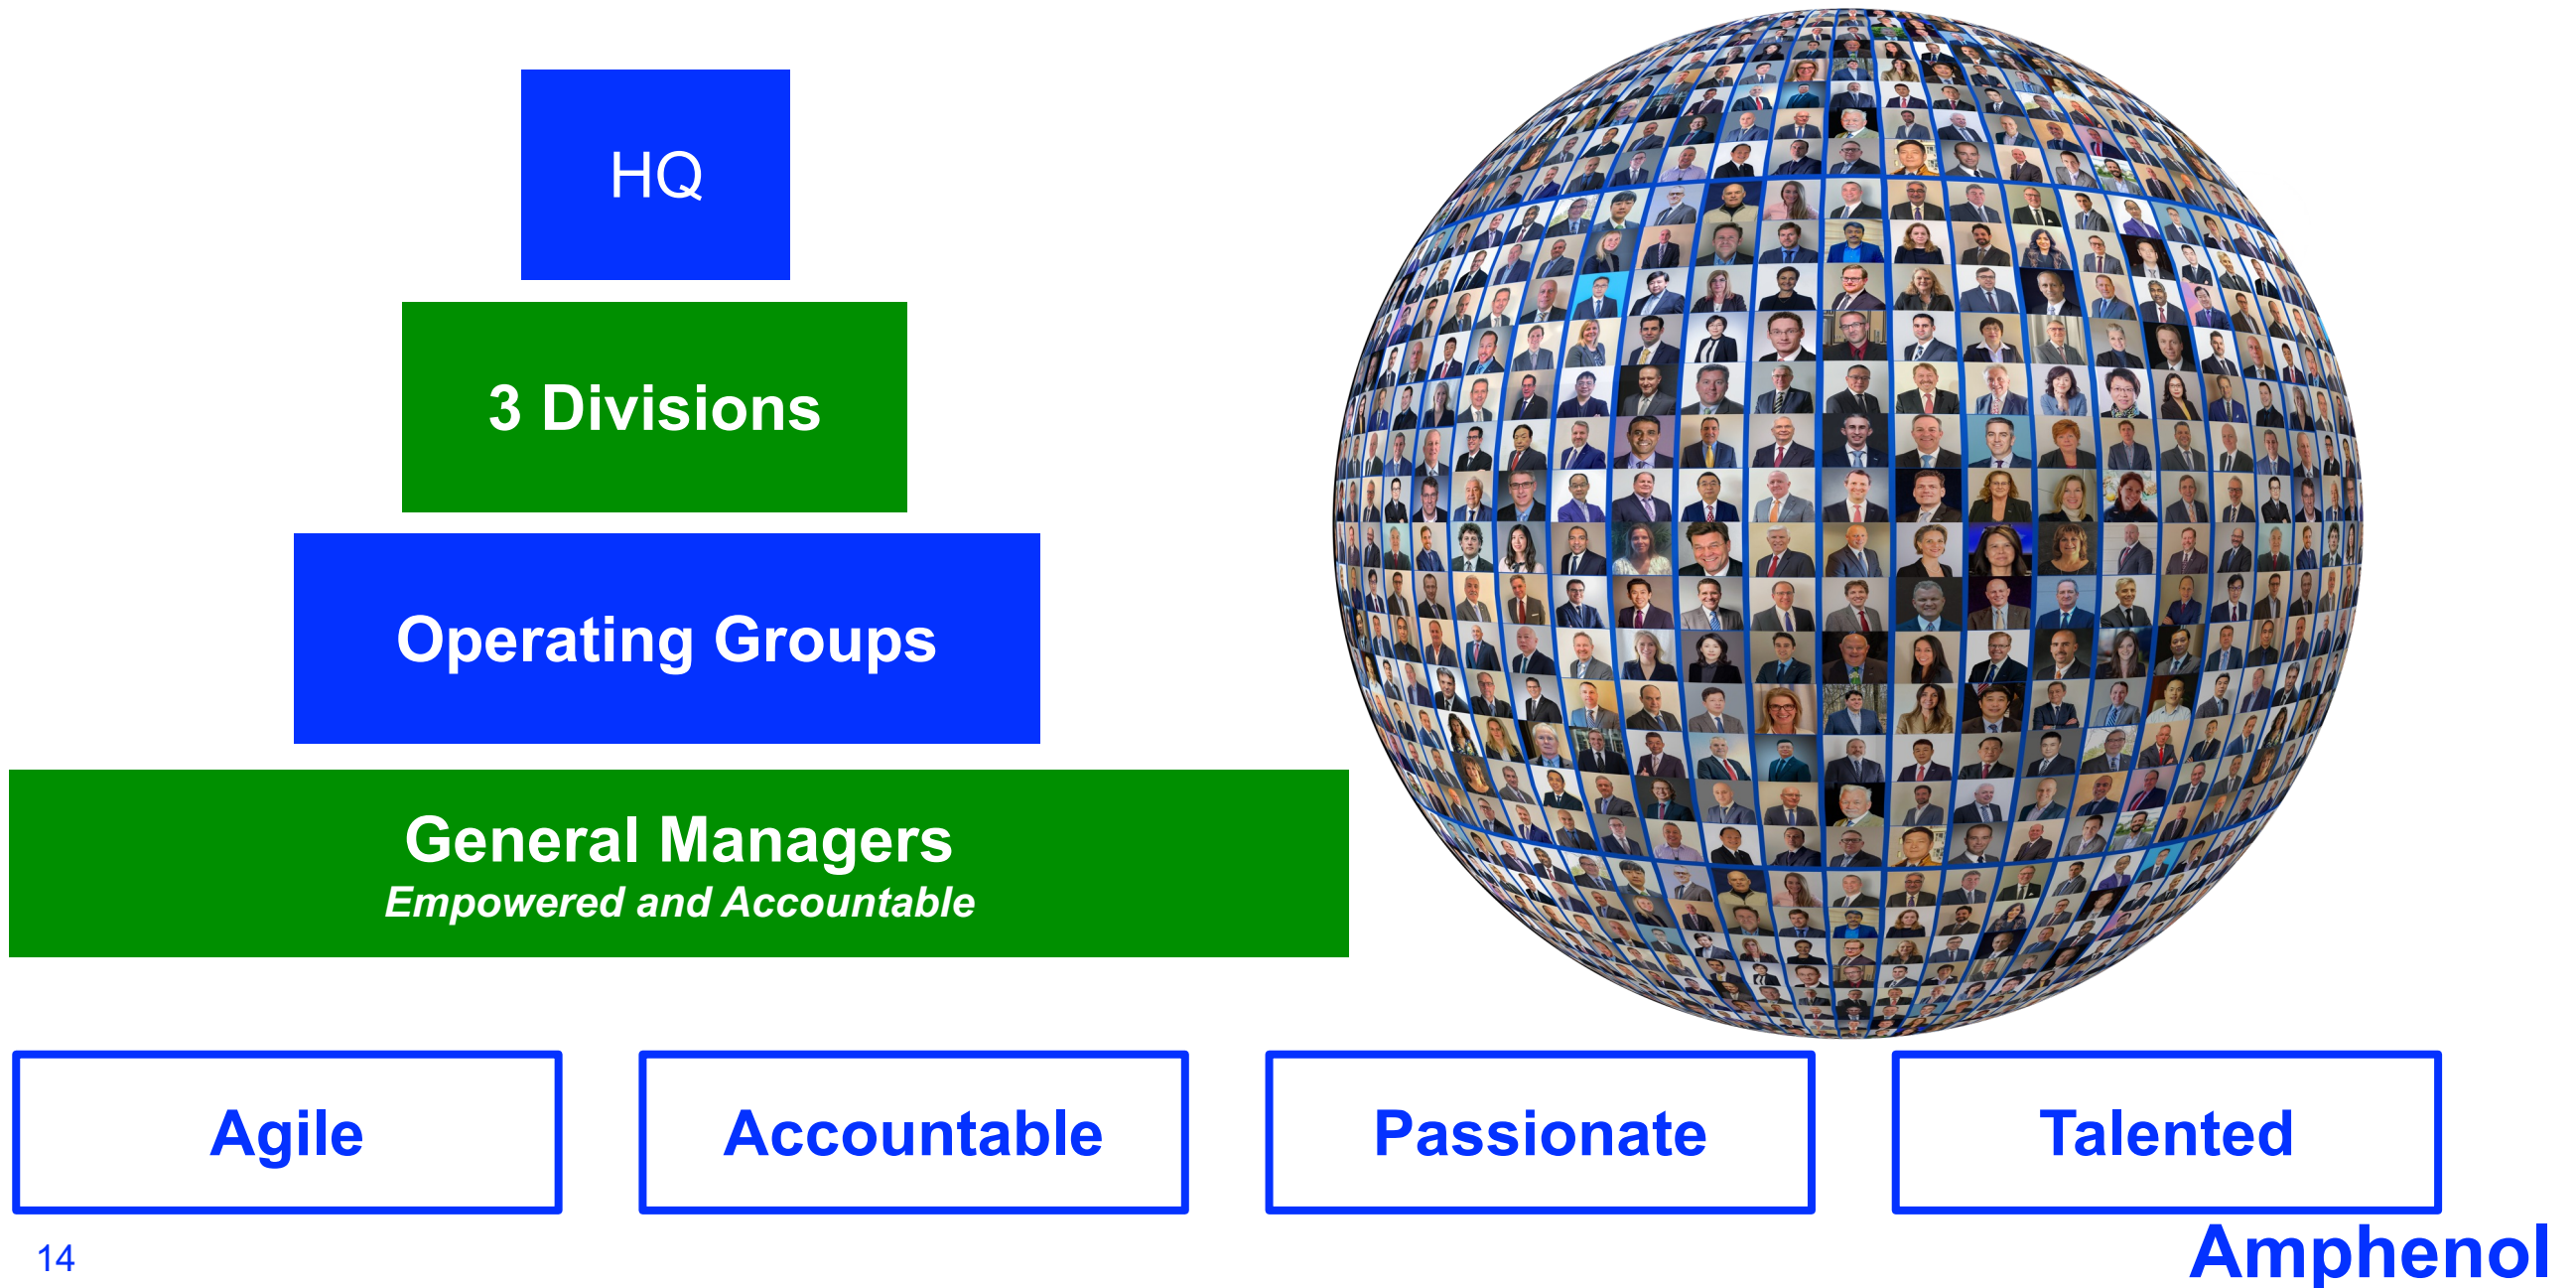 HQ
3 Divisions
Operating Groups
General Managers
Empowered and Accountable
Agile
Accountable
Passionate
Talented
14
Amphenol